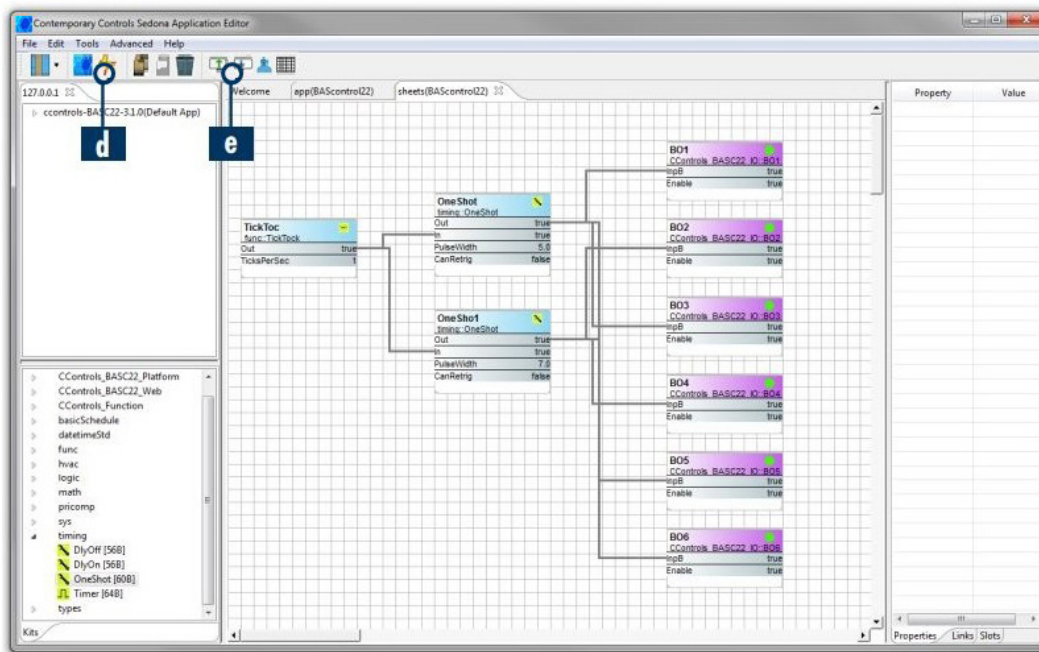 Contemporary Controls Sedona Application Editor
File Edit Tools Advanced Help
127.0.0.1
Welcome app(BAScontrol22) sheets(BAScontrol22)
Property Value
ccontrols-BASC22-3.1.0(Default App)
d
e
TickToc
func::TickTock
Out true
TicksPerSec 1
OneShot
timing::OneShot
Out true
In true
PulseWidth 5.0
CanRetrig false
OneSho1
timing::OneShot
Out true
In true
PulseWidth 7.0
CanRetrig false
BO1
CControls_BASC22_IO::BO1
InpB true
Enable true
BO2
CControls_BASC22_IO::BO2
InpB true
Enable true
BO3
CControls_BASC22_IO::BO3
InpB true
Enable true
BO4
CControls_BASC22_IO::BO4
InpB true
Enable true
BO5
CControls_BASC22_IO::BO5
InpB true
Enable true
BO6
CControls_BASC22_IO::BO6
InpB true
Enable true
CControls_BASC22_Platform
CControls_BASC22_Web
CControls_Function
basicSchedule
datetimeStd
func
hvac
logic
math
pricomp
sys
timing
DlyOff [56B]
DlyOn [56B]
OneShot [60B]
Timer [64B]
types
Kits
Properties Links Slots